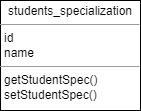 students_specialization
id
name
getStudentSpec()
setStudentSpec()